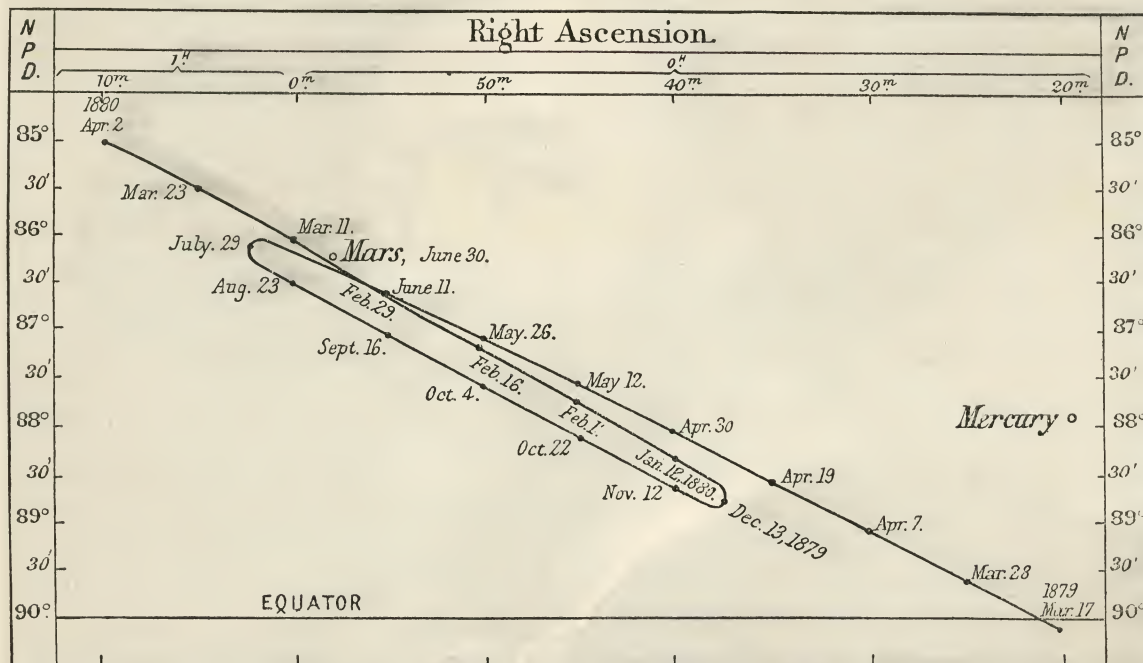 Right Ascension.
N
P
D.
N
P
D.
1ᴴ
0ᴴ
10ᵐ
0ᵐ
50ᵐ
40ᵐ
30ᵐ
20ᵐ
1880
Apr. 2
85°
85°
Mar. 23
30'
30'
Mar. 11.
86°
86°
July. 29
Mars, June 30.
Aug. 23
30'
30'
June 11.
Feb. 29.
87°
87°
May. 26.
Sept. 16.
Feb. 16.
30'
30'
May 12.
Oct. 4.
Feb. 1.
Mercury
88°
88°
Apr. 30
Oct. 22
Jan. 12, 1880.
30'
30'
Apr. 19
Nov. 12
Dec. 13, 1879
89°
89°
Apr. 7.
30'
30'
Mar. 28
1879
Mar. 17
EQUATOR
90°
90°